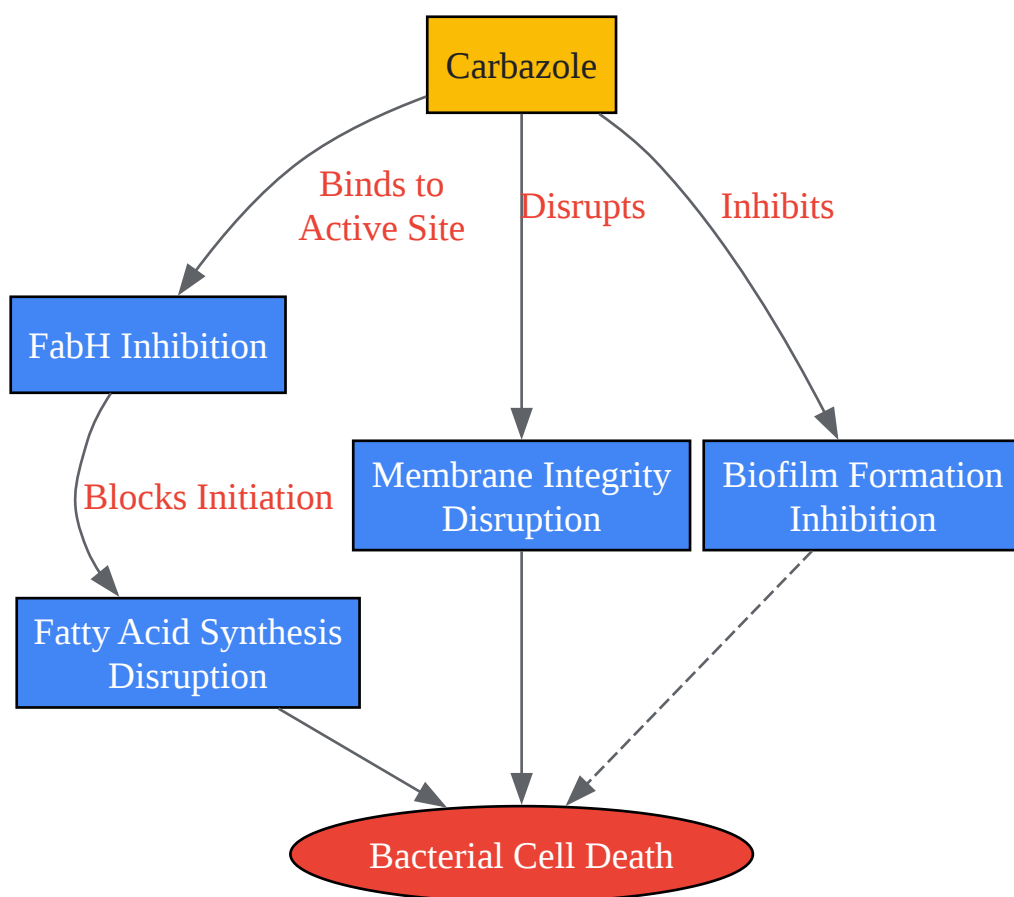 Carbazole
Binds to
Active Site
Disrupts
Inhibits
FabH Inhibition
Membrane Integrity
Disruption
Biofilm Formation
Inhibition
Blocks Initiation
Fatty Acid Synthesis
Disruption
Bacterial Cell Death